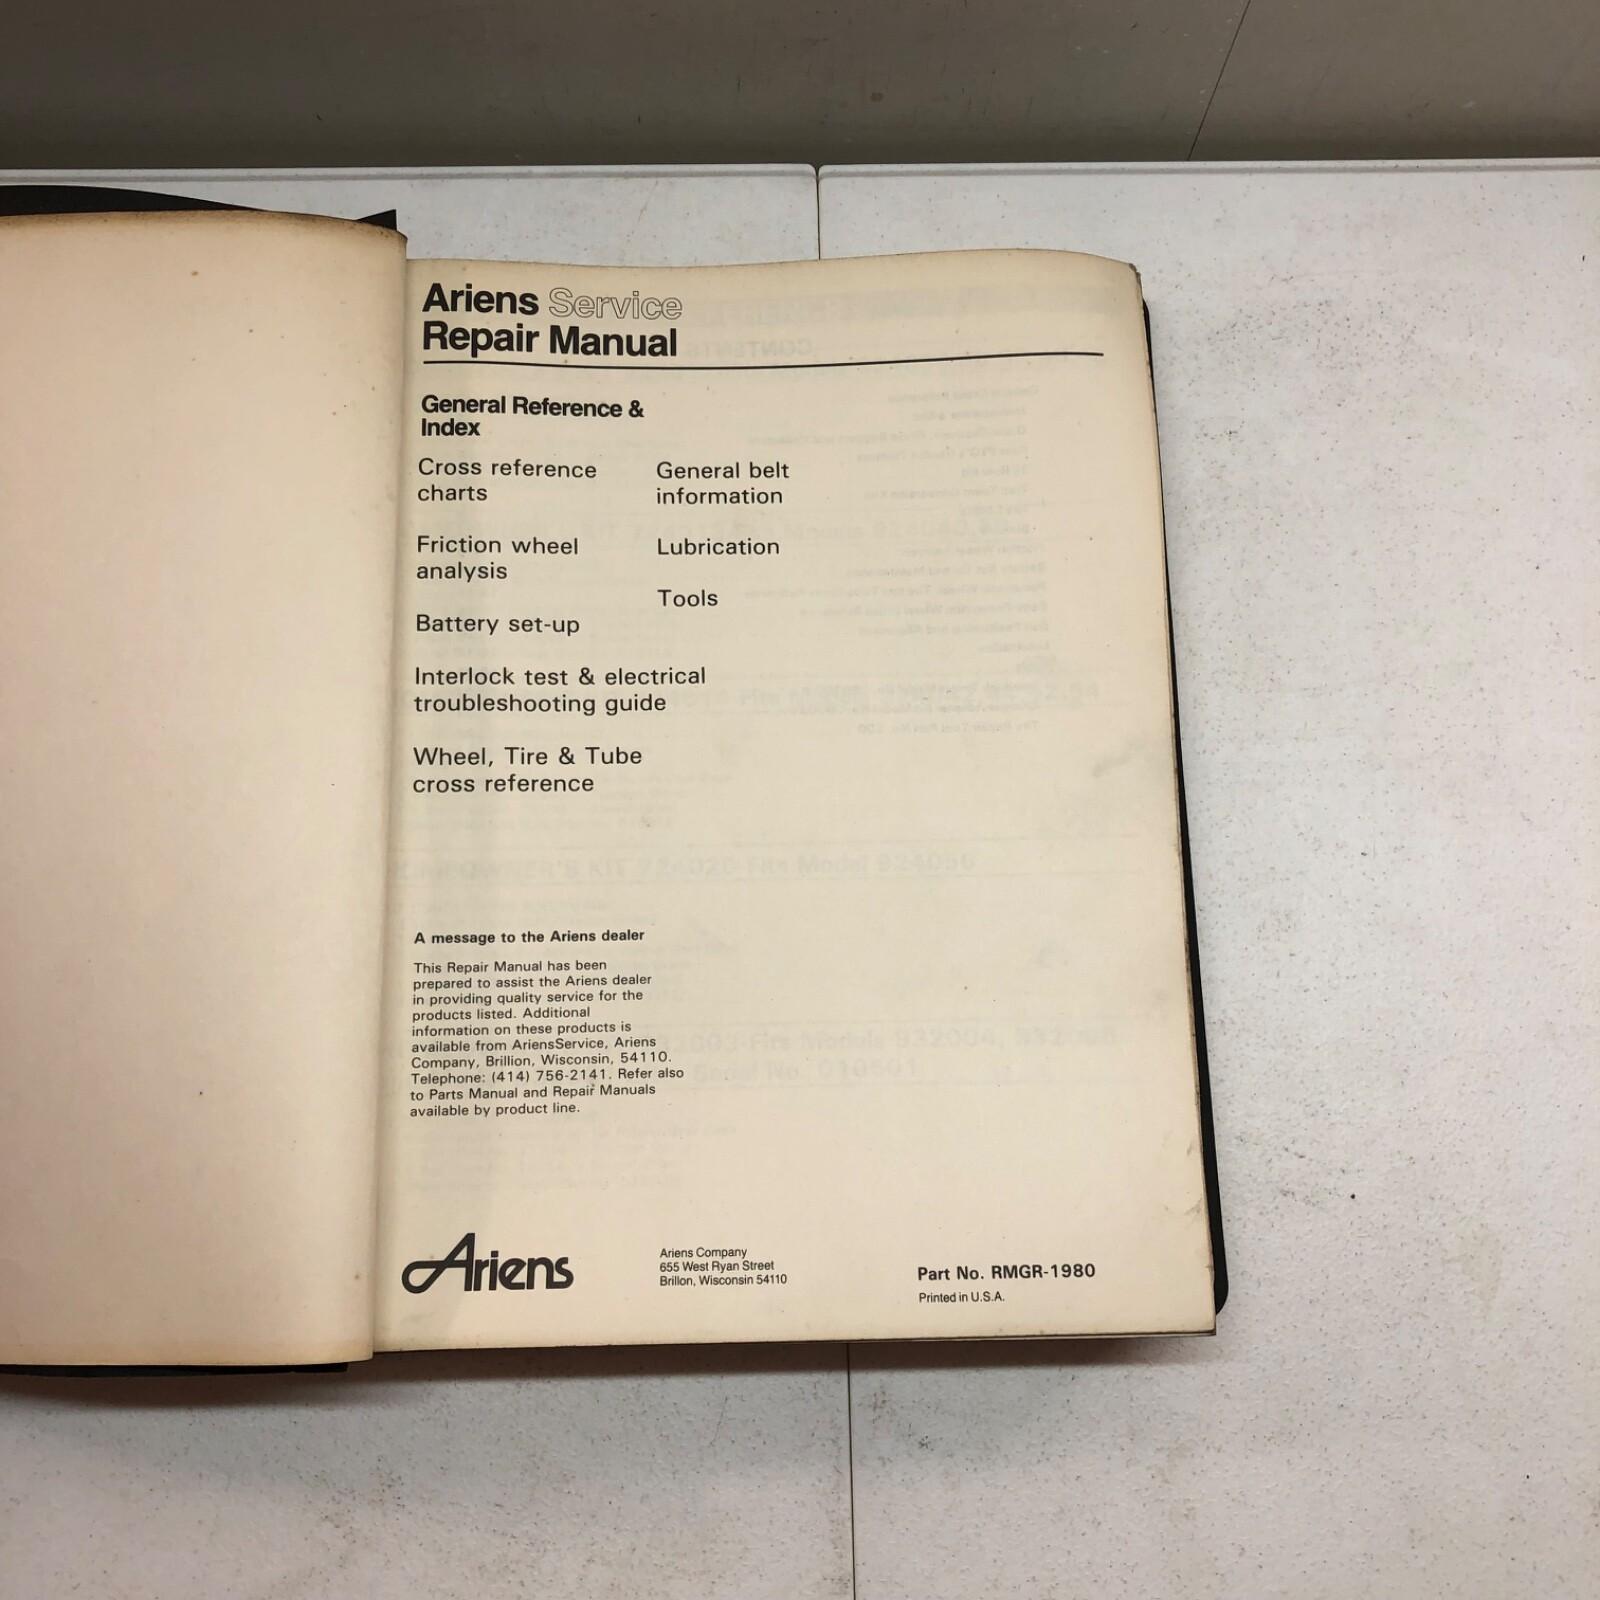 Ariens Service
Repair Manual
General Reference &
Index
Cross reference
charts
Friction wheel
analysis
Battery set-up
Interlock test & electrical
troubleshooting guide
Wheel, Tire & Tube
cross reference
General belt
information
Lubrication
Tools
A message to the Ariens dealer
This Repair Manual has been
prepared to assist the Ariens dealer
in providing quality service for the
products listed. Additional
information on these products is
available from AriensService, Ariens
Company, Brillion, Wisconsin, 54110.
Telephone: (414) 756-2141. Refer also
to Parts Manual and Repair Manuals
available by product line.
Ariens
Ariens Company
655 West Ryan Street
Brillon, Wisconsin 54110
Part No. RMGR-1980
Printed in U.S.A.